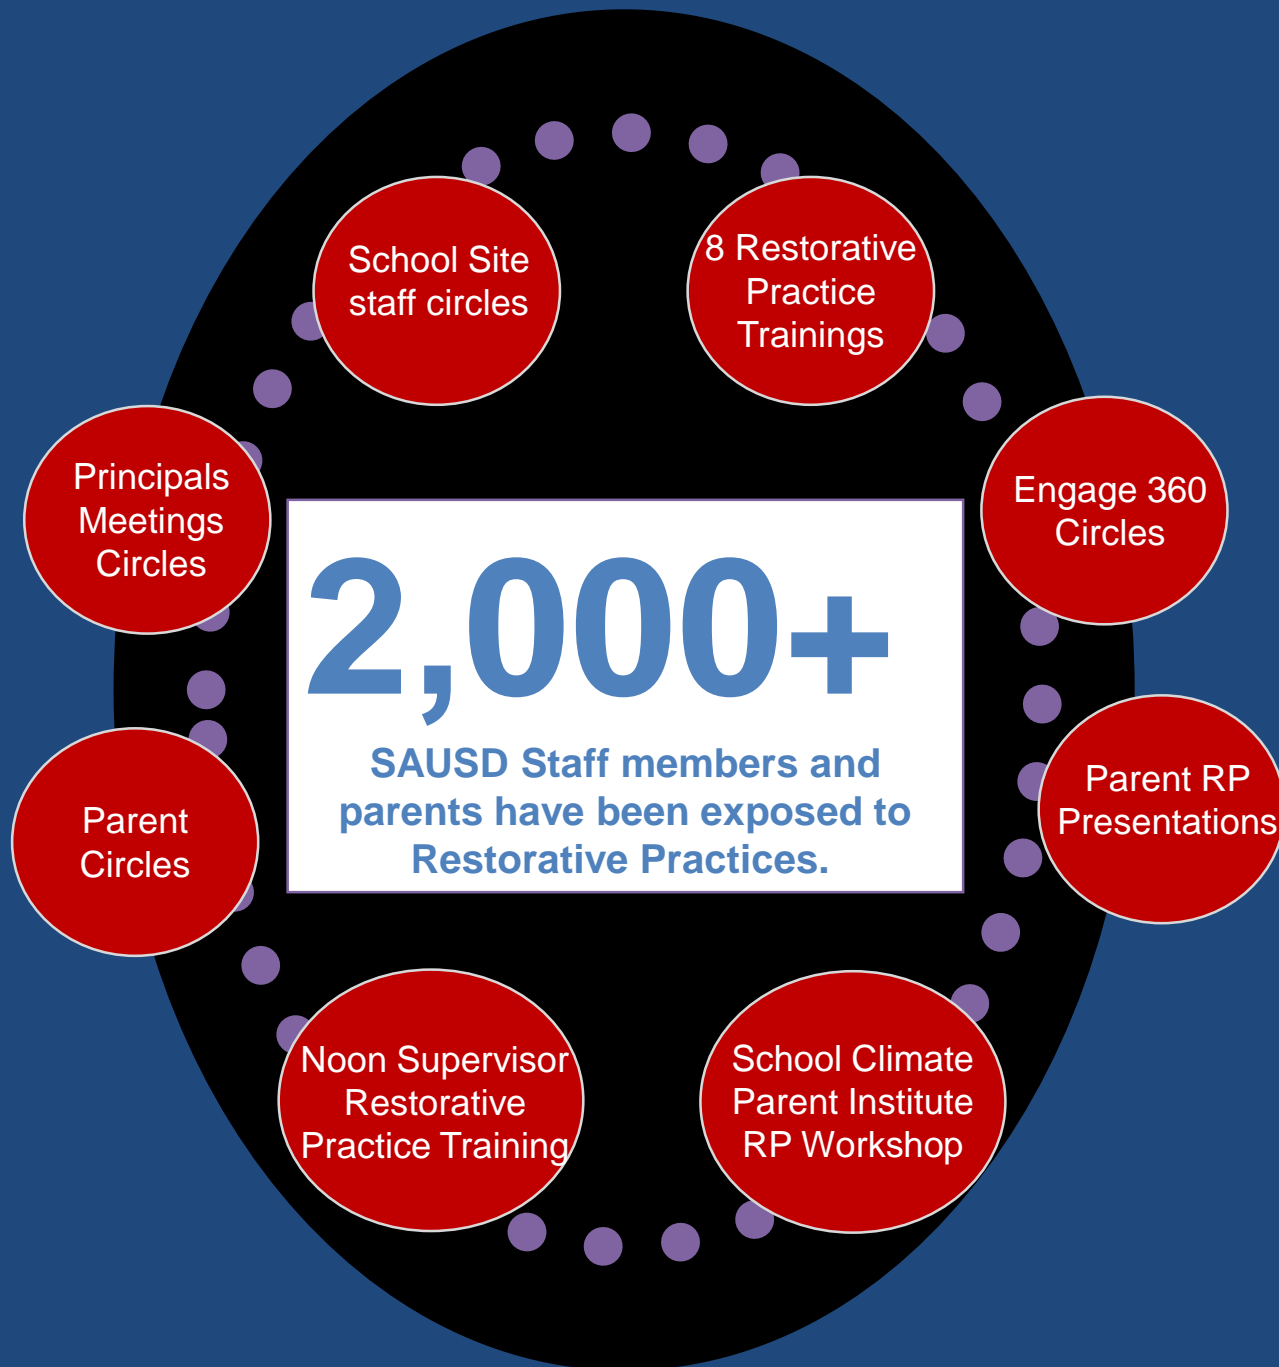 School Site
staff circles
8 Restorative
Practice
Trainings
Principals
Meetings
Circles
Engage 360
Circles
2,000+
SAUSD Staff members and
parents have been exposed to
Restorative Practices.
Parent RP
Presentations
Parent
Circles
Noon Supervisor
Restorative
Practice Training
School Climate
Parent Institute
RP Workshop